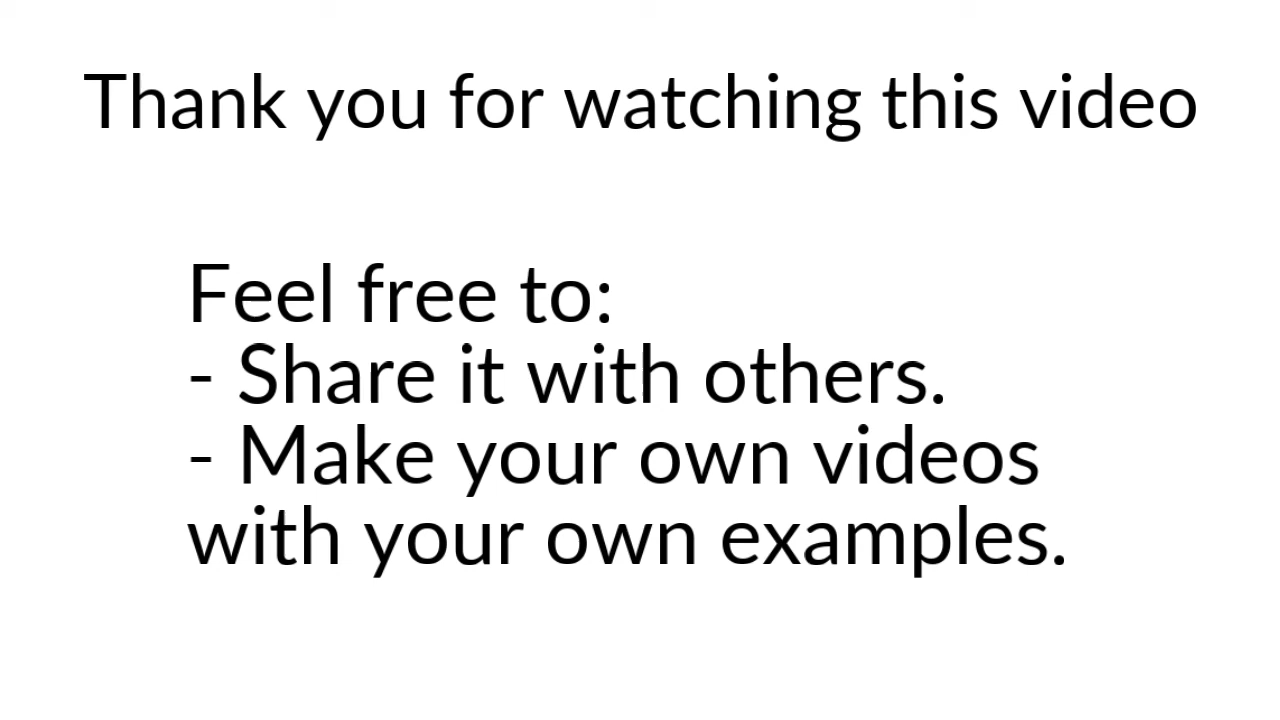 Thank you for watching this video
Feel free to:
- Share it with others.
- Make your own videos
with your own examples.